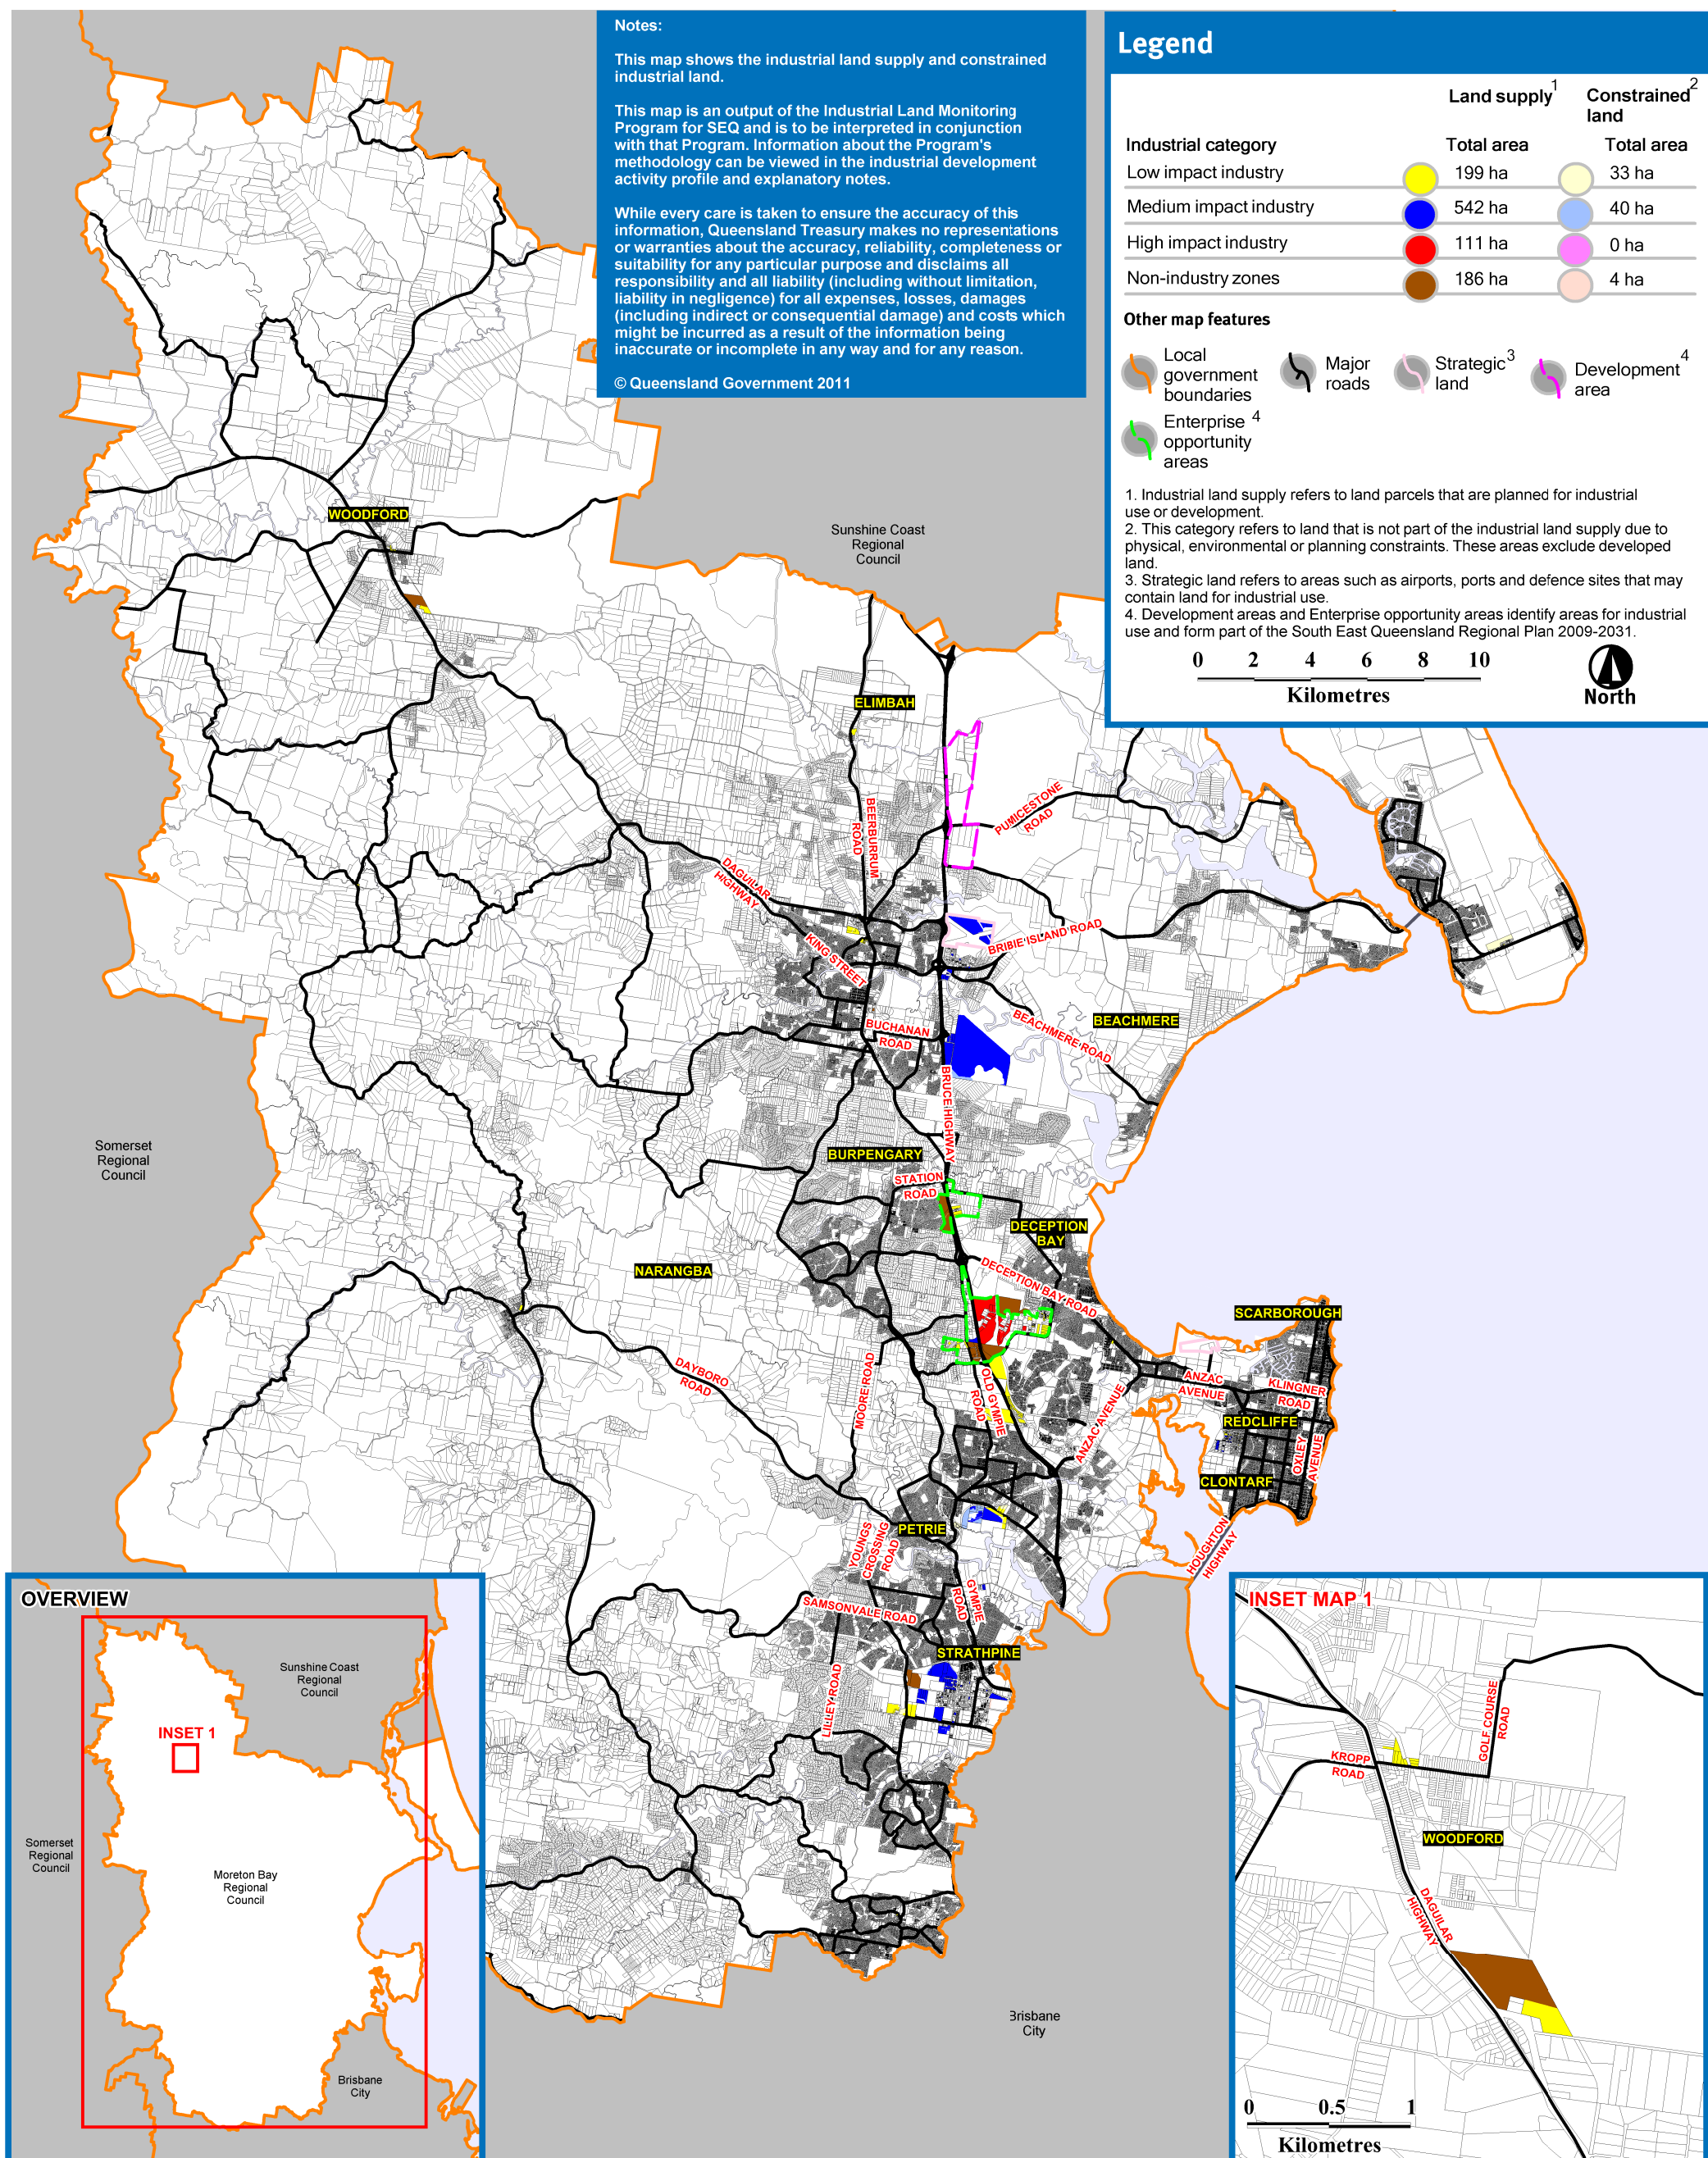 Notes:
This map shows the industrial land supply and constrained
industrial land.
This map is an output of the Industrial Land Monitoring
Program for SEQ and is to be interpreted in conjunction
with that Program. Information about the Program's
methodology can be viewed in the industrial development
activity profile and explanatory notes.
While every care is taken to ensure the accuracy of this
information, Queensland Treasury makes no representations
or warranties about the accuracy, reliability, completeness or
suitability for any particular purpose and disclaims all
responsibility and all liability (including without limitation,
liability in negligence) for all expenses, losses, damages
(including indirect or consequential damage) and costs which
might be incurred as a result of the information being
inaccurate or incomplete in any way and for any reason.
© Queensland Government 2011
Legend
Land supply1
Constrained2
land
Industrial category
Total area
Total area
Low impact industry 199 ha 33 ha
Medium impact industry 542 ha 40 ha
High impact industry 111 ha 0 ha
Non-industry zones 186 ha 4 ha
Other map features
Local
government
boundaries
Major
roads
Strategic3
land
Development4
area
Enterprise4
opportunity
areas
1. Industrial land supply refers to land parcels that are planned for industrial
use or development.
2. This category refers to land that is not part of the industrial land supply due to
physical, environmental or planning constraints. These areas exclude developed
land.
3. Strategic land refers to areas such as airports, ports and defence sites that may
contain land for industrial use.
4. Development areas and Enterprise opportunity areas identify areas for industrial
use and form part of the South East Queensland Regional Plan 2009-2031.
0 2 4 6 8 10
Kilometres
North
WOODFORD
Sunshine Coast
Regional
Council
ELIMBAH
PUMICESTONE
ROAD
BEERBURRUM
ROAD
DAGUILAR
HIGHWAY
BRIBIE ISLAND ROAD
KING STREET
BUCHANAN
ROAD
BEACHMERE
BEACHMERE ROAD
BRUCE HIGHWAY
Somerset
Regional
Council
BURPENGARY
STATION
ROAD
DECEPTION
BAY
NARANGBA
DECEPTION BAY ROAD
SCARBOROUGH
DAYBORO
ROAD
MOORE ROAD
OLD GYMPIE
ROAD
ANZAC AVENUE
ANZAC
AVENUE
KLINGNER
ROAD
REDCLIFFE
OXLEY
AVENUE
CLONTARF
HOUGHTON
HIGHWAY
PETRIE
YOUNGS
CROSSING
ROAD
GYMPIE
ROAD
SAMSONVALE ROAD
STRATHPINE
LILLEY ROAD
Brisbane
City
OVERVIEW
Sunshine Coast
Regional
Council
INSET 1
Somerset
Regional
Council
Moreton Bay
Regional
Council
Brisbane
City
INSET MAP 1
GOLF COURSE
ROAD
KROPP
ROAD
WOODFORD
DAGUILAR
HIGHWAY
0 0.5 1
Kilometres